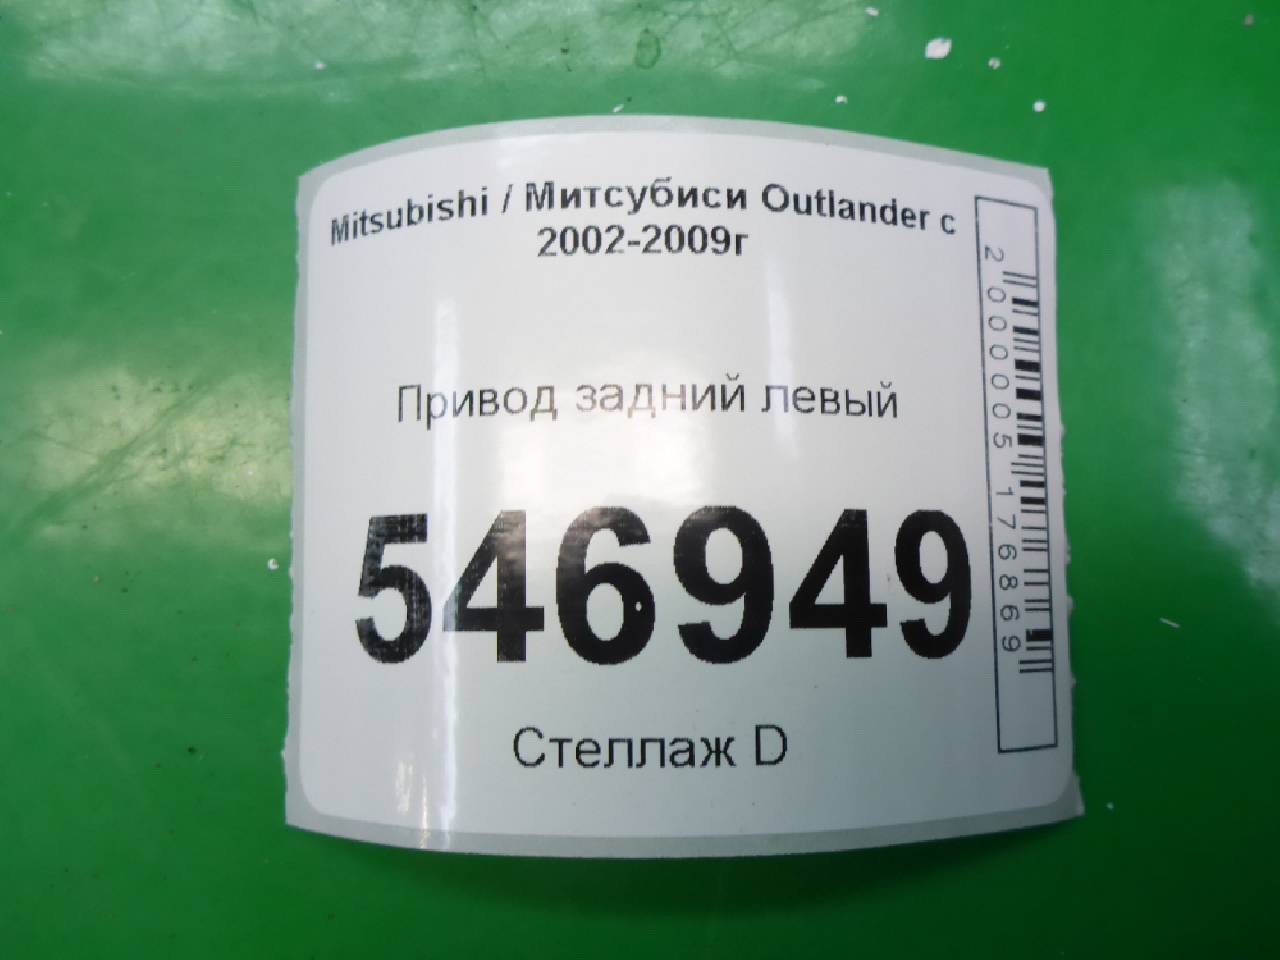 Mitsubishi / Митсубиси Outlander с
2002-2009г
Привод задний левый
546949
Стеллаж D
2000005176869